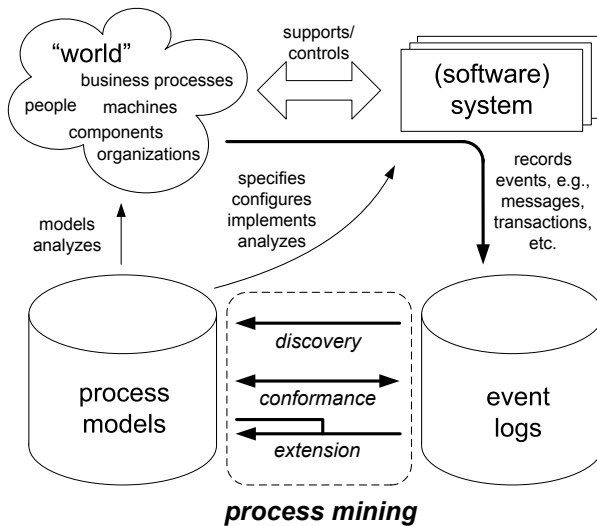 supports/
controls
"world"
business processes
people
machines
components
organizations
(software)
system
records
events, e.g.,
messages,
transactions,
etc.
specifies
configures
implements
analyzes
models
analyzes
discovery
conformance
extension
process
models
event
logs
process mining